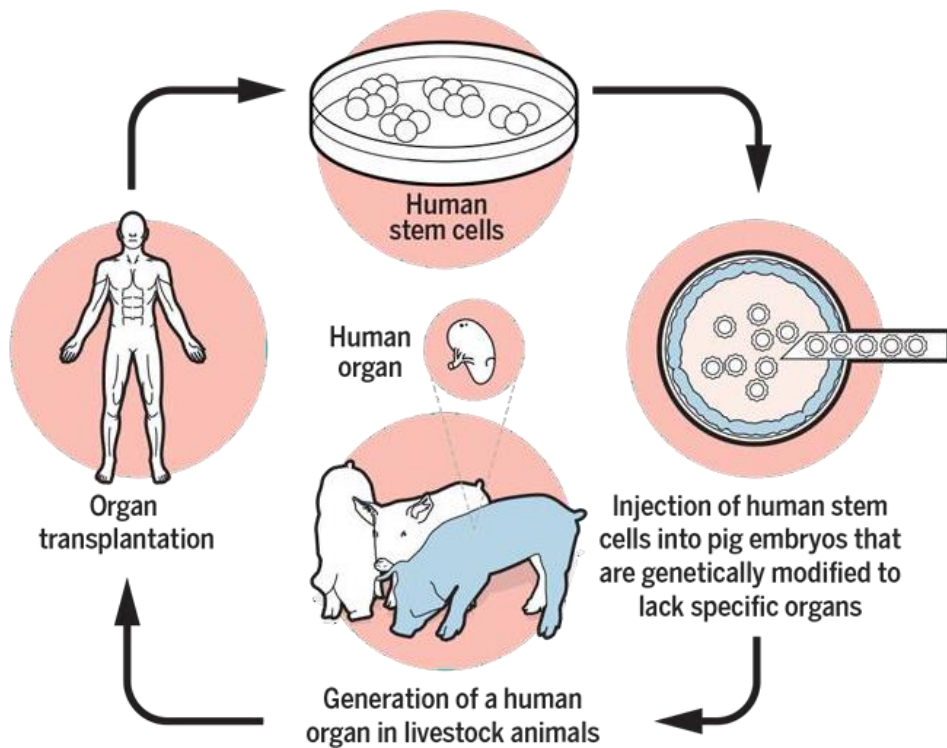 Human
stem cells
Human
organ
Organ
transplantation
Injection of human stem
cells into pig embryos that
are genetically modified to
lack specific organs
Generation of a human
organ in livestock animals